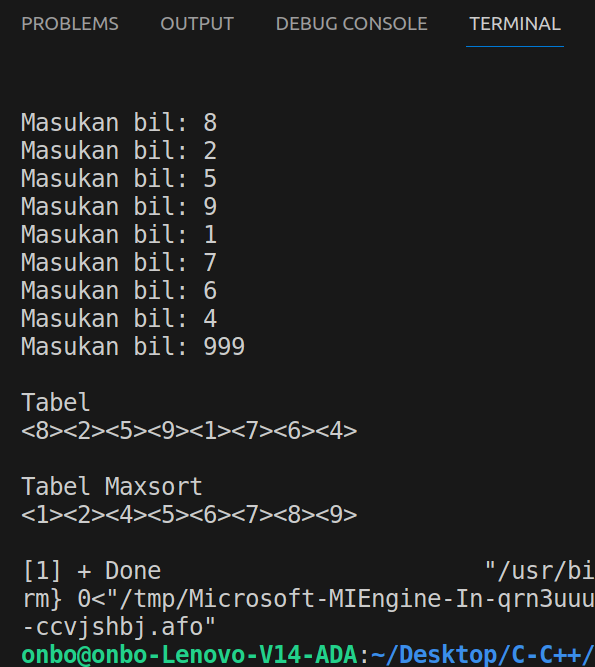 PROBLEMS OUTPUT DEBUG CONSOLE TERMINAL
Masukan bil: 8
Masukan bil: 2
Masukan bil: 5
Masukan bil: 9
Masukan bil: 1
Masukan bil: 7
Masukan bil: 6
Masukan bil: 4
Masukan bil: 999
Tabel
<8><2><5><9><1><7><6><4>
Tabel Maxsort
<1><2><4><5><6><7><8><9>
[1] + Done "/usr/bi
rm} 0<"/tmp/Microsoft-MIEngine-In-qrn3uuu
-ccvjshbj.afo"
onbo@onbo-Lenovo-V14-ADA:~/Desktop/C-C++/